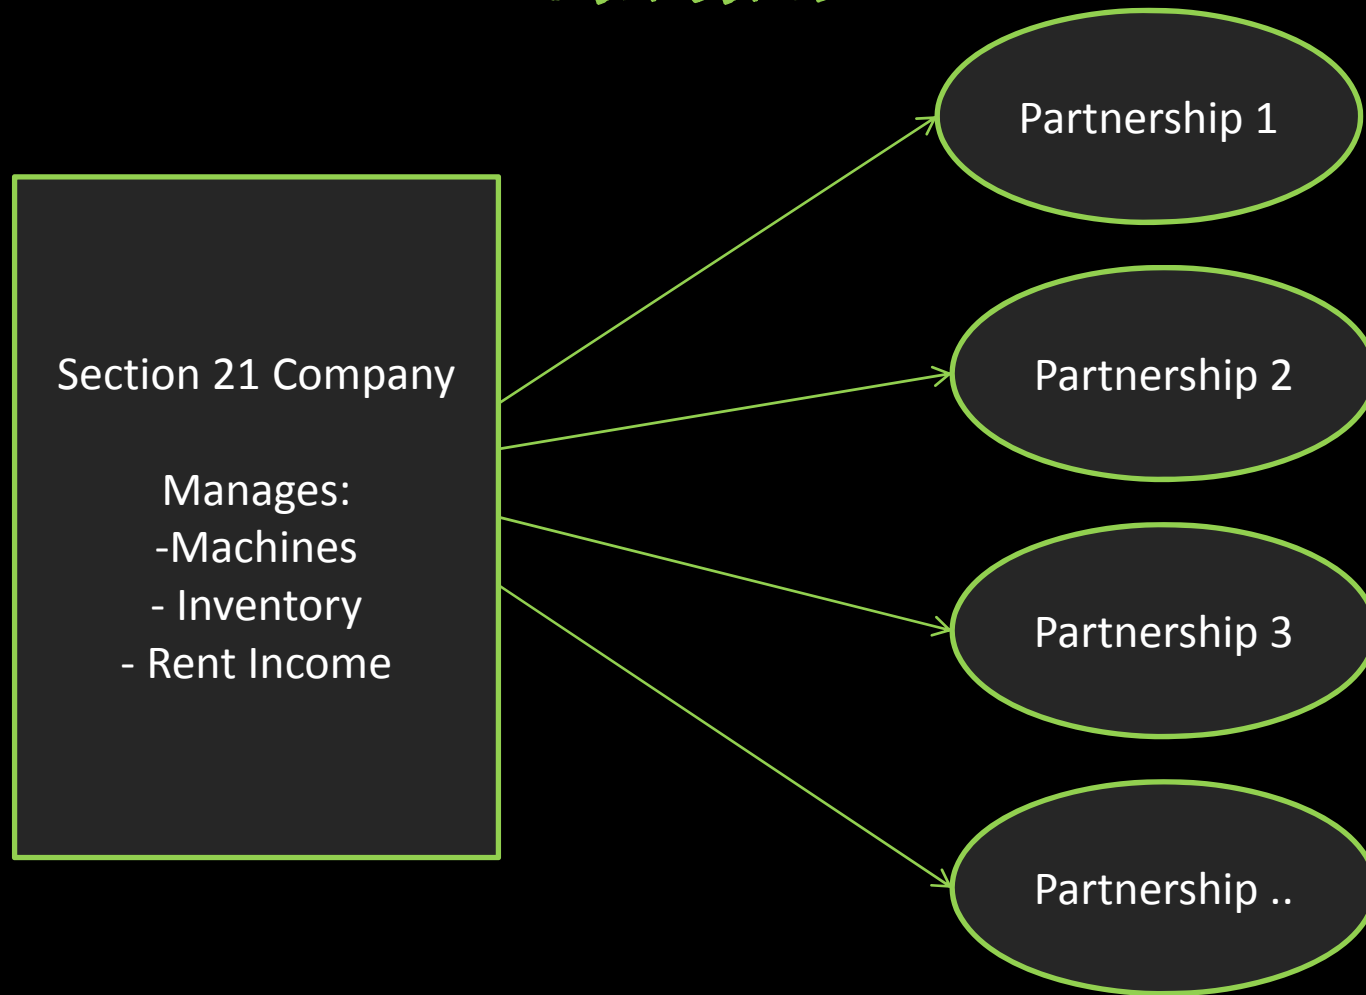 Section 21 Company
Manages:
-Machines
- Inventory
- Rent Income
Partnership 1
Partnership 2
Partnership 3
Partnership ..